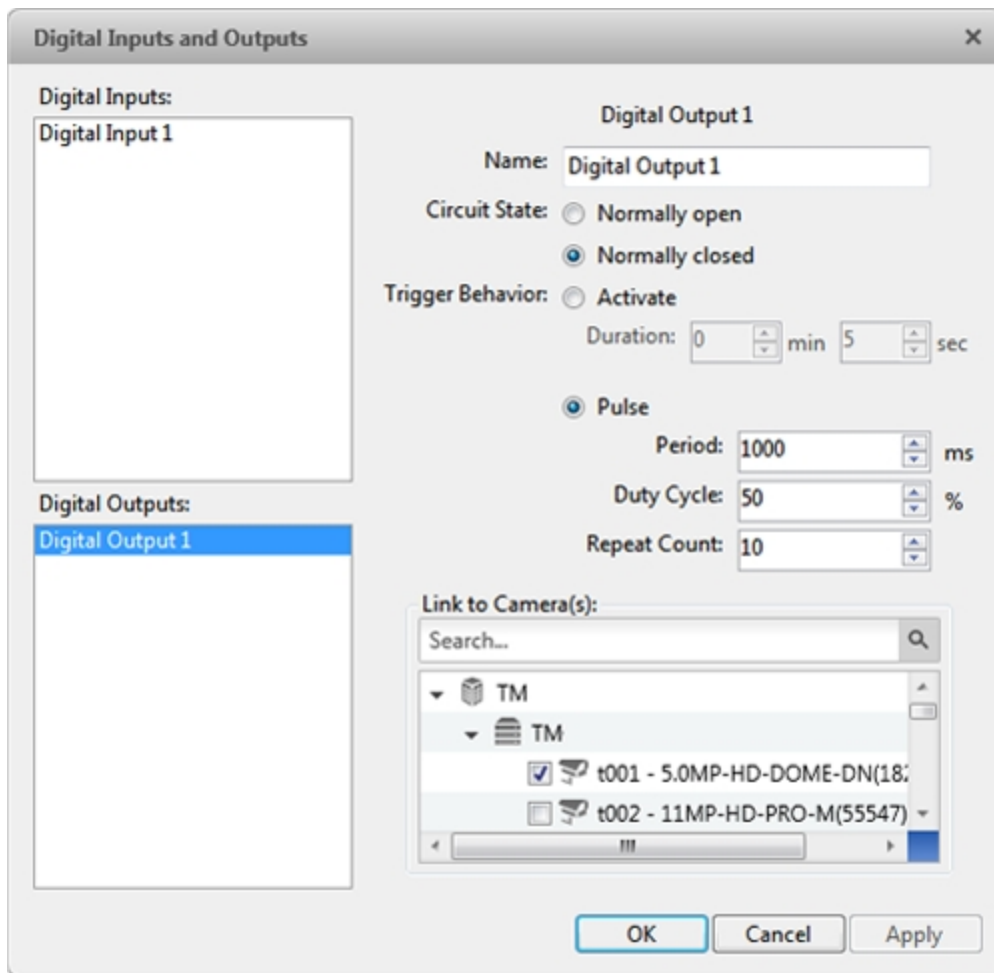 Digital Inputs and Outputs
Digital Inputs:
Digital Input 1
Digital Outputs:
Digital Output 1
Digital Output 1
Name: Digital Output 1
Circuit State: Normally open
Normally closed
Trigger Behavior: Activate
Duration: 0 min 5 sec
Pulse
Period: 1000 ms
Duty Cycle: 50 %
Repeat Count: 10
Link to Camera(s):
Search...
TM
TM
t001 - 5.0MP-HD-DOME-DN(182
t002 - 11MP-HD-PRO-M(55547)
OK Cancel Apply